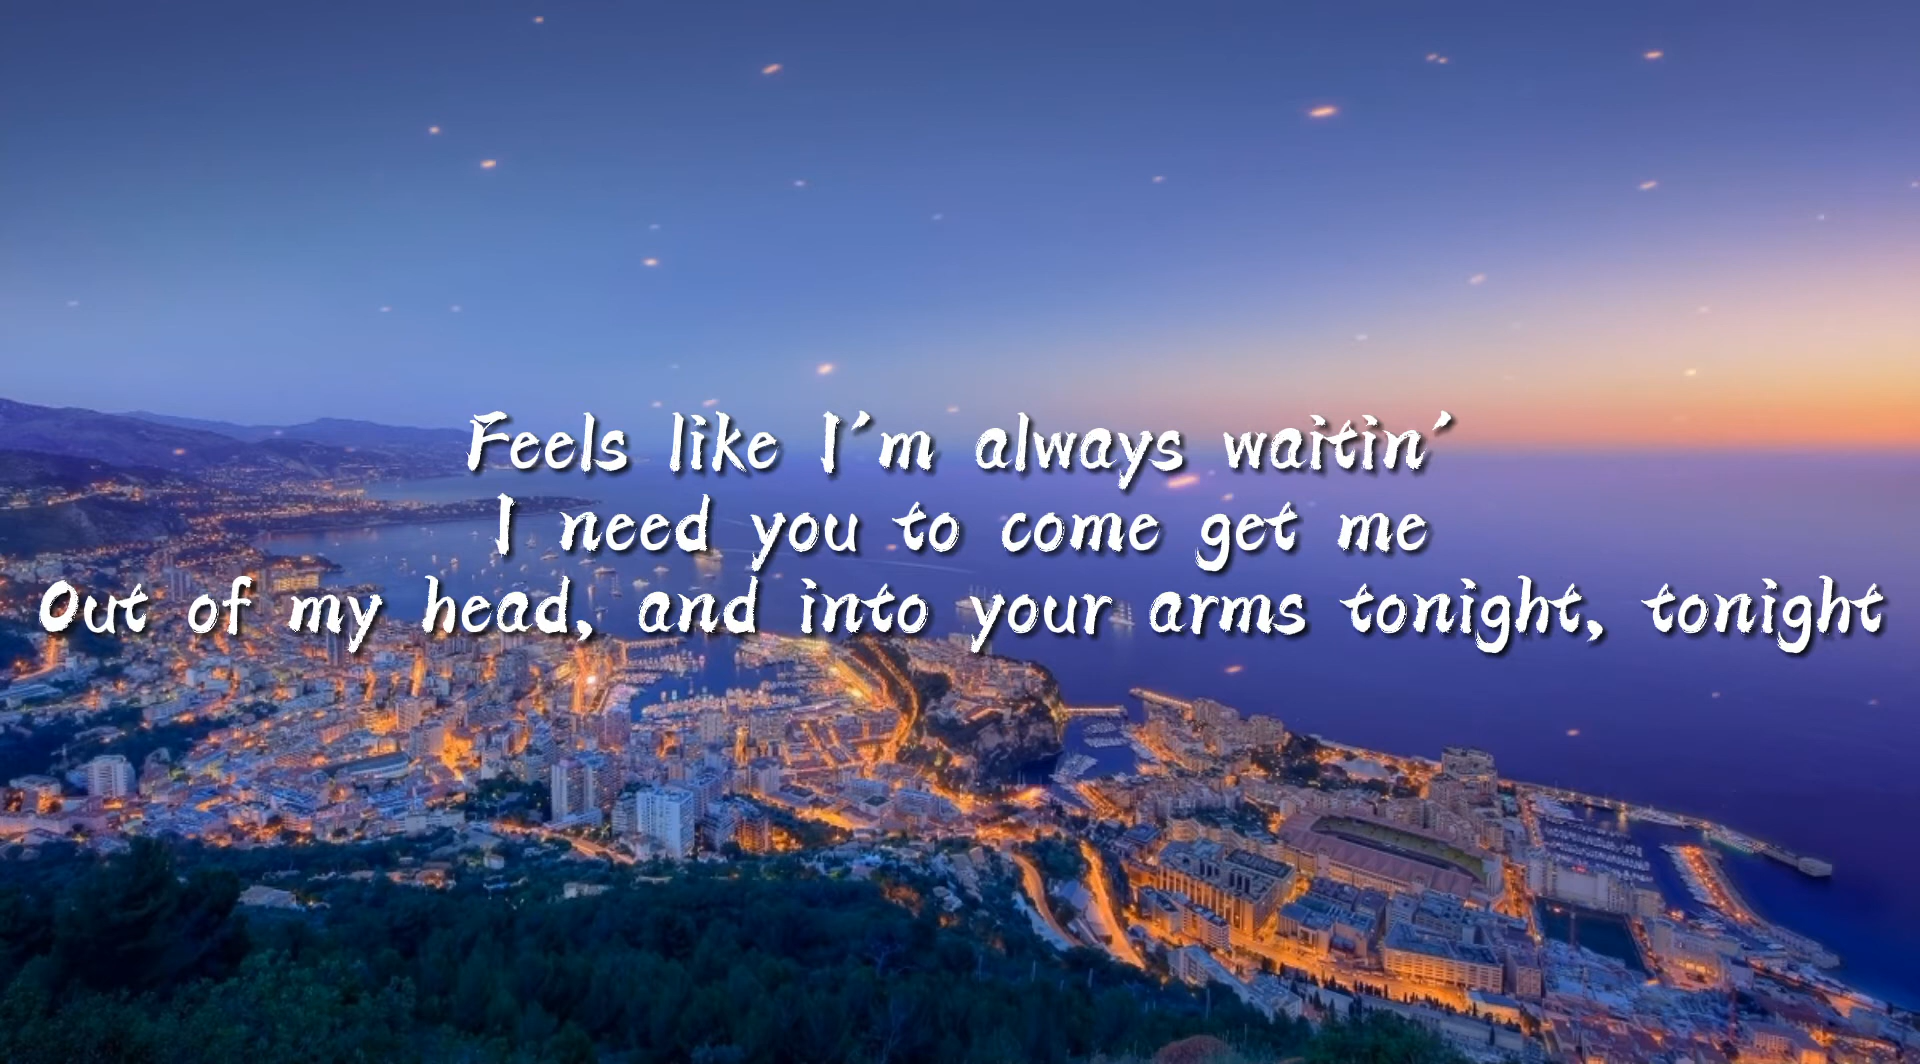 Feels like I'm always waitin'
I need you to come get me
Out of my head, and into your arms tonight, tonight